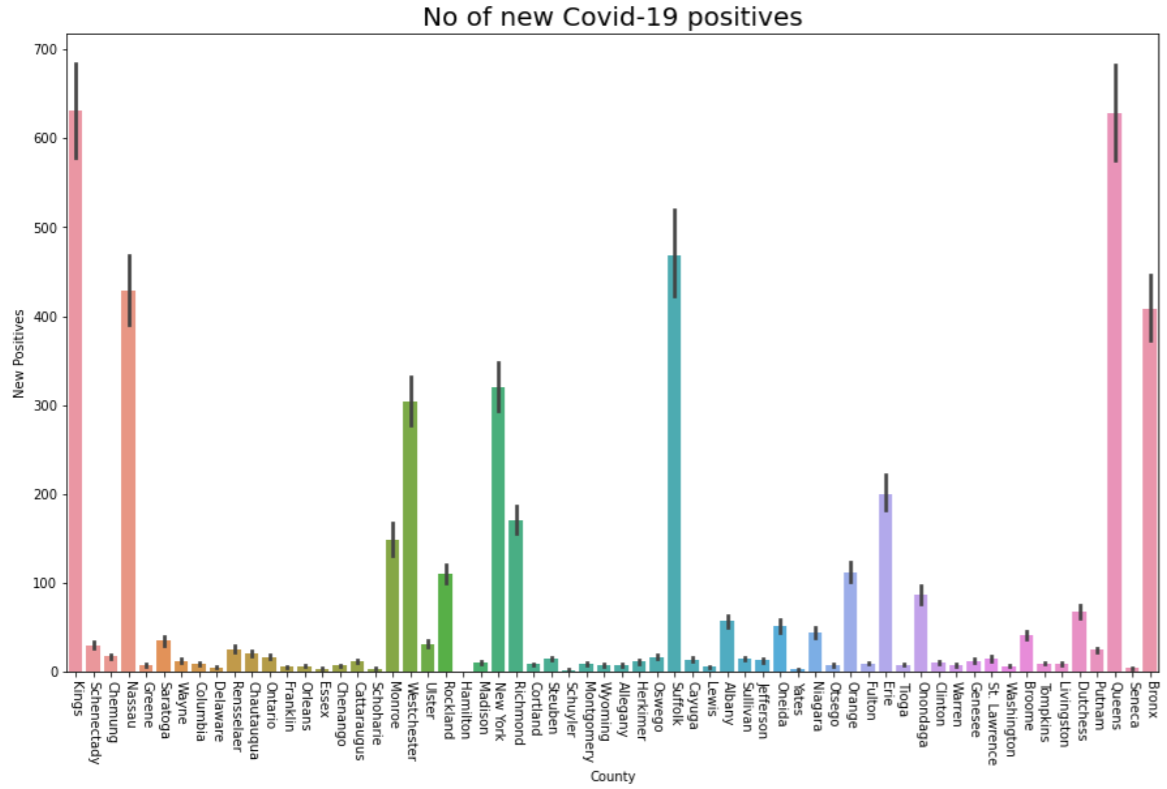 No of new Covid-19 positives
700
600
500
400
300
200
100
0
New Positives
Kings
Schenectady
Chemung
Nassau
Greene
Saratoga
Wayne
Columbia
Delaware
Rensselaer
Chautauqua
Ontario
Franklin
Orleans
Essex
Chenango
Cattaraugus
Schoharie
Monroe
Westchester
Ulster
Rockland
Hamilton
Madison
New York
Richmond
Cortland
Steuben
Schuyler
Montgomery
Wyoming
Allegany
Herkimer
Oswego
Suffolk
Cayuga
Lewis
Albany
Sullivan
Jefferson
Oneida
Yates
Niagara
Otsego
Orange
Fulton
Erie
Tioga
Onondaga
Clinton
Warren
Genesee
St. Lawrence
Washington
Broome
Tompkins
Livingston
Dutchess
Putnam
Queens
Seneca
Bronx
County